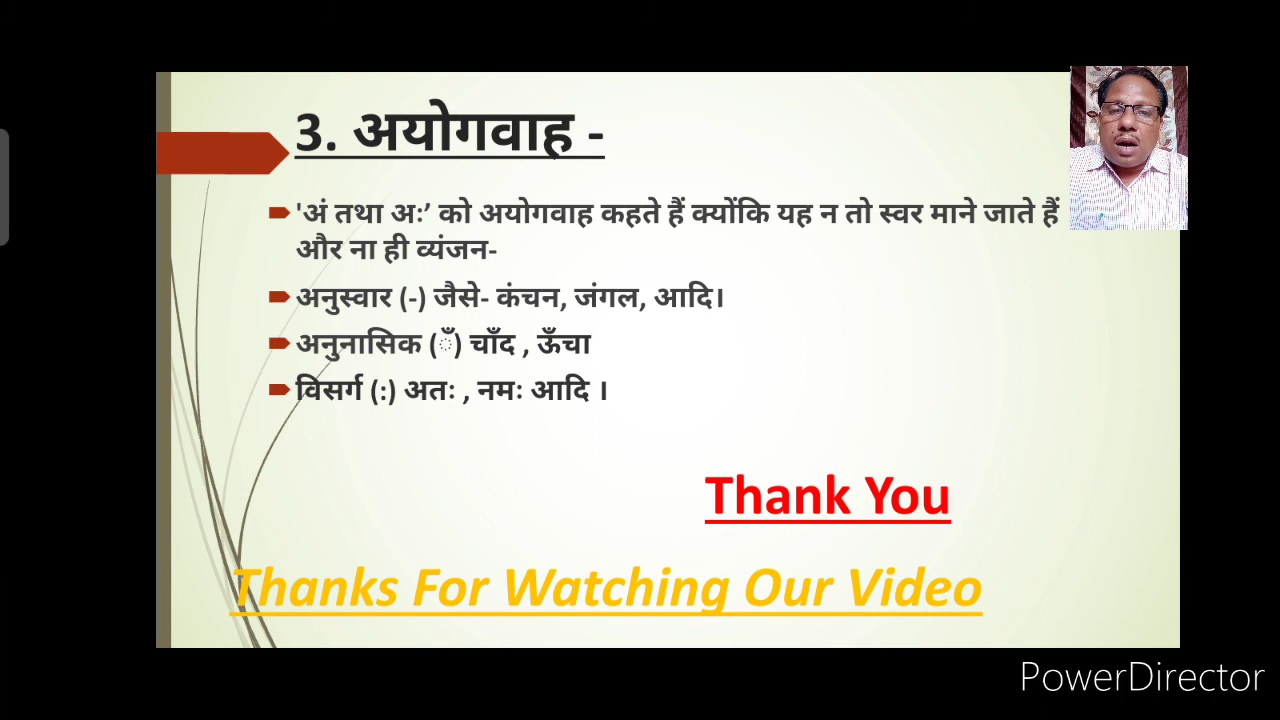 3. अयोगवाह -
'अं तथा अः’ को अयोगवाह कहते हैं क्योंकि यह न तो स्वर माने जाते हैं
और ना ही व्यंजन-
अनुस्वार (-) जैसे- कंचन, जंगल, आदि।
अनुनासिक (ँ) चाँद , ऊँचा
विसर्ग (:) अतः , नमः आदि ।
Thank You
Thanks For Watching Our Video
PowerDirector